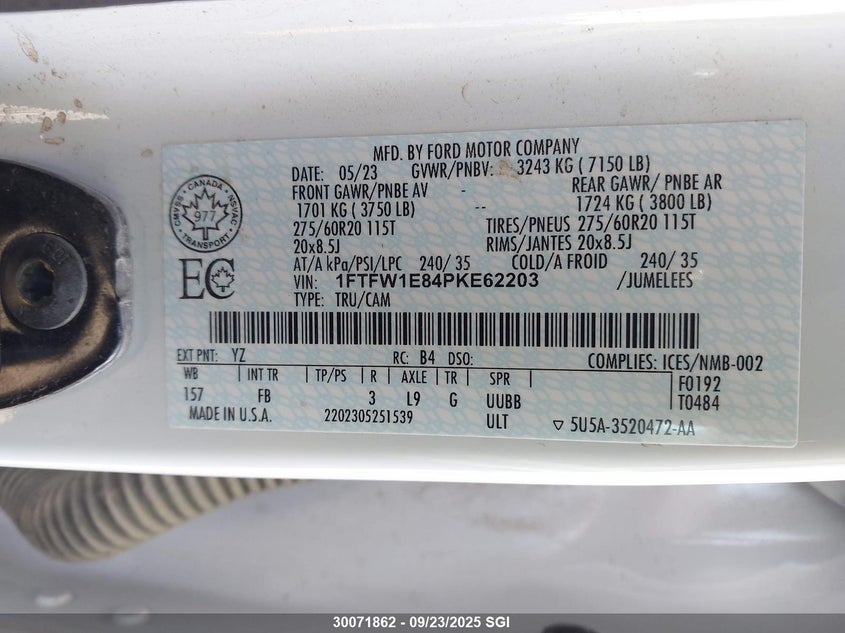 MFD. BY FORD MOTOR COMPANY
DATE: 05/23 GVWR/PNBV: 3243 KG ( 7150 LB)
FRONT GAWR/PNBE AV - REAR GAWR/ PNBE AR
1701 KG ( 3750 LB) -- 1724 KG ( 3800 LB)
275/60R20 115T TIRES/PNEUS 275/60R20 115T
20x8.5J RIMS/JANTES 20x8.5J
AT/A kPa/PSI/LPC 240/ 35 COLD/A FROID 240/ 35
VIN: 1FTFW1E84PKE62203 /JUMELEES
TYPE: TRU/CAM
CANADA
CMVSS NSVAC
977
TRANSPORT
EC
EXT PNT: YZ RC: B4 DSO: COMPLIES: ICES/NMB-002
WB INT TR TP/PS R AXLE TR SPR F0192
157 FB 3 L9 G UUBB T0484
MADE IN U.S.A. 2202305251539 ULT ▽ 5U5A-3520472-AA
30071862 - 09/23/2025 SGI